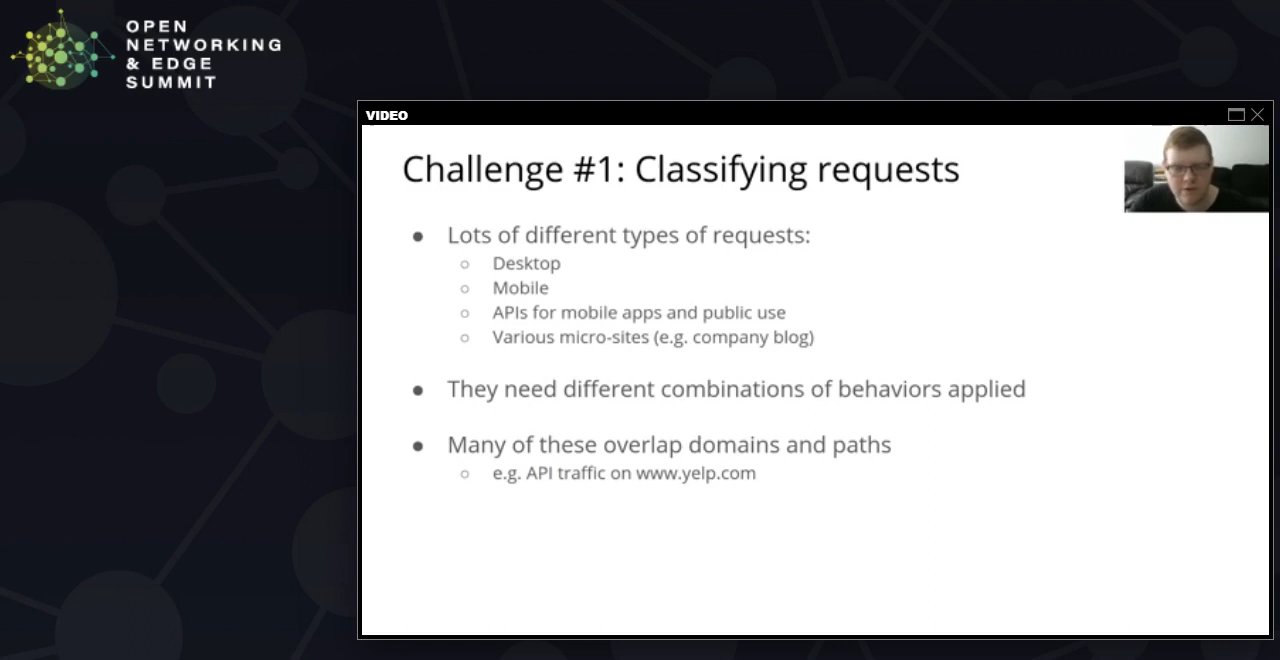 OPEN
NETWORKING
& EDGE
SUMMIT
VIDEO
Challenge #1: Classifying requests
● Lots of different types of requests:
○ Desktop
○ Mobile
○ APIs for mobile apps and public use
○ Various micro-sites (e.g. company blog)
● They need different combinations of behaviors applied
● Many of these overlap domains and paths
○ e.g. API traffic on www.yelp.com